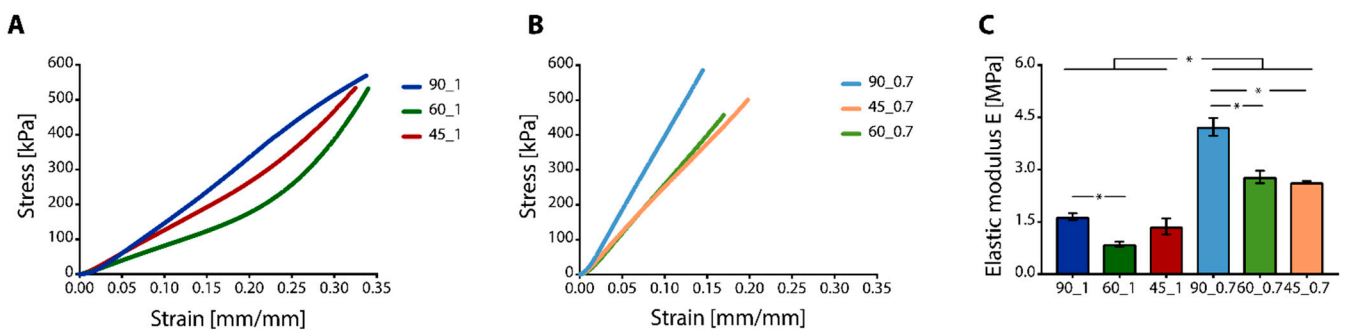 A
Stress [kPa]
600
500
400
300
200
100
0
0.00 0.05 0.10 0.15 0.20 0.25 0.30 0.35
Strain [mm/mm]
90_1
60_1
45_1
B
Stress [kPa]
600
500
400
300
200
100
0
0.00 0.05 0.10 0.15 0.20 0.25 0.30 0.35
Strain [mm/mm]
90_0.7
45_0.7
60_0.7
C
Elastic modulus E [MPa]
6.0
4.5
3.0
1.5
0.0
*
*
*
*
90_1 60_1 45_1 90_0.7 60_0.7 45_0.7